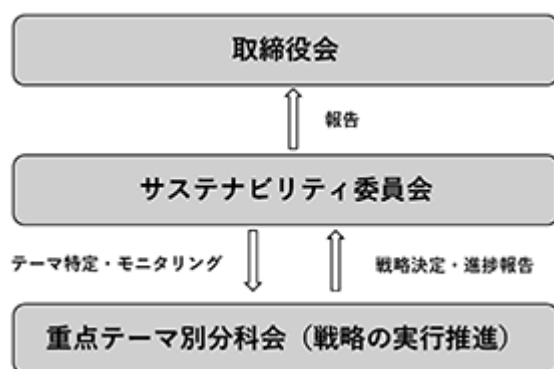 取締役会
報告
サステナビリティ委員会
テーマ特定・モニタリング
戦略決定・進捗報告
重点テーマ別分科会（戦略の実行推進）